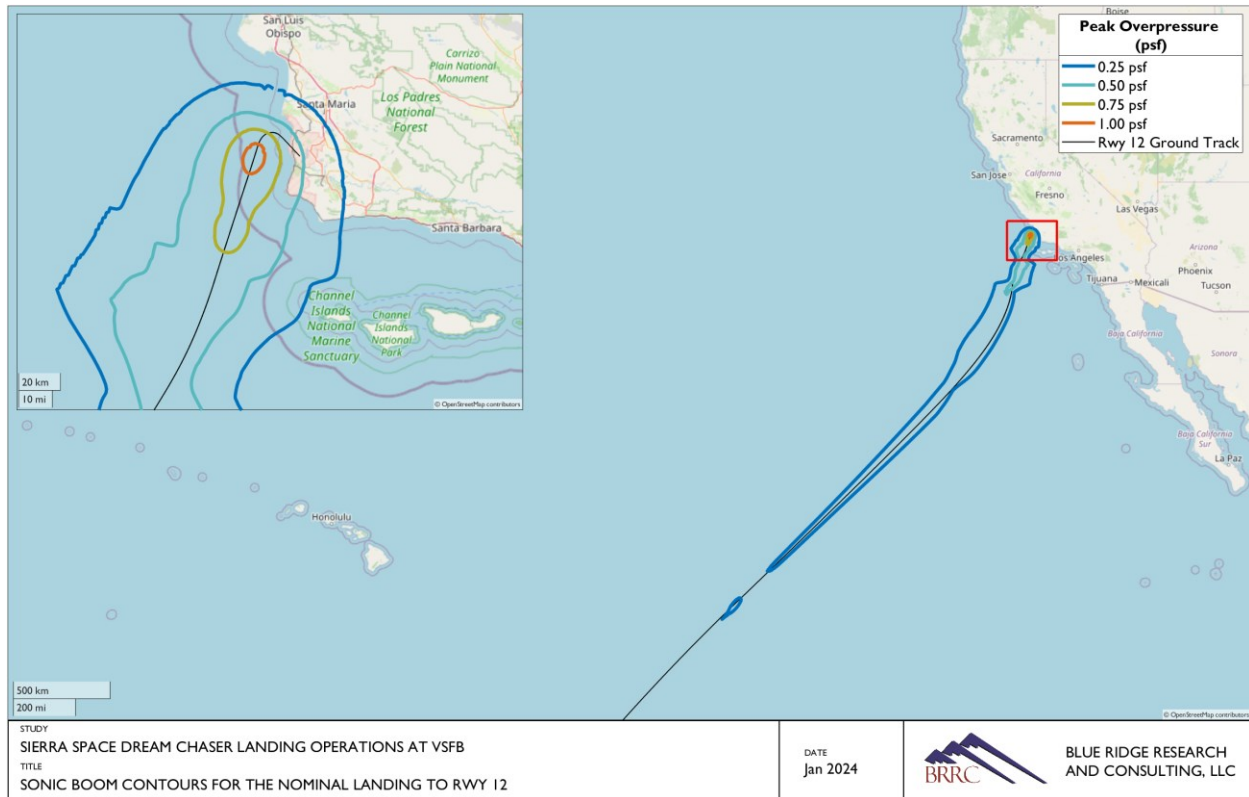 San Luis
Obispo
Carrizo
Plain National
Monument
Los Padres
National
Forest
Santa Maria
Santa Barbara
Channel
Islands
National
Marine
Sanctuary
Channel
Islands
National
Park
20 km
10 mi
© OpenStreetMap contributors
Boise
Peak Overpressure
(psf)
0.25 psf
0.50 psf
0.75 psf
1.00 psf
Rwy 12 Ground Track
Sacramento
San Jose
California
Fresno
Las Vegas
Los Angeles
Arizona
Phoenix
Tijuana
Mexicali
Tucson
Baja California
Sonora
Baja California
Sur
La Paz
Honolulu
500 km
200 mi
© OpenStreetMap contributors
STUDY
SIERRA SPACE DREAM CHASER LANDING OPERATIONS AT VSFB
TITLE
SONIC BOOM CONTOURS FOR THE NOMINAL LANDING TO RWY 12
DATE
Jan 2024
BRRC
BLUE RIDGE RESEARCH
AND CONSULTING, LLC